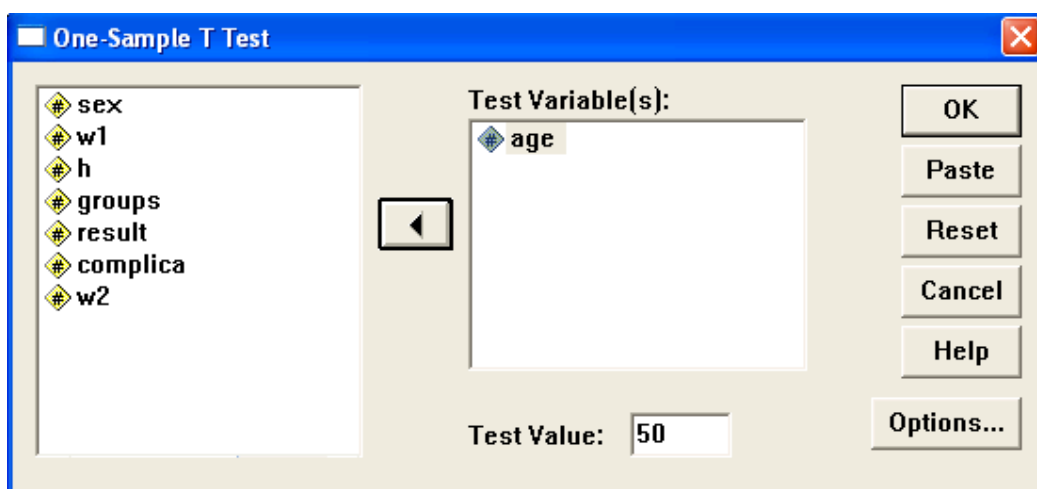 One-Sample T Test
sex
w1
h
groups
result
complica
w2
Test Variable(s):
age
Test Value: 50
OK
Paste
Reset
Cancel
Help
Options...